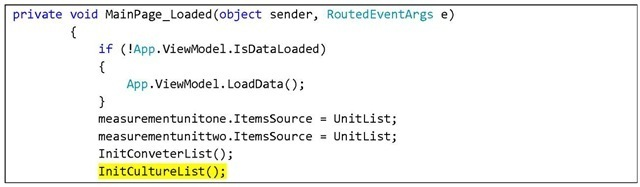 private void MainPage_Loaded(object sender, RoutedEventArgs e)
{
if (!App.ViewModel.IsDataLoaded)
{
App.ViewModel.LoadData();
}
measurementunitone.ItemsSource = UnitList;
measurementunittwo.ItemsSource = UnitList;
InitConveterList();
InitCultureList();